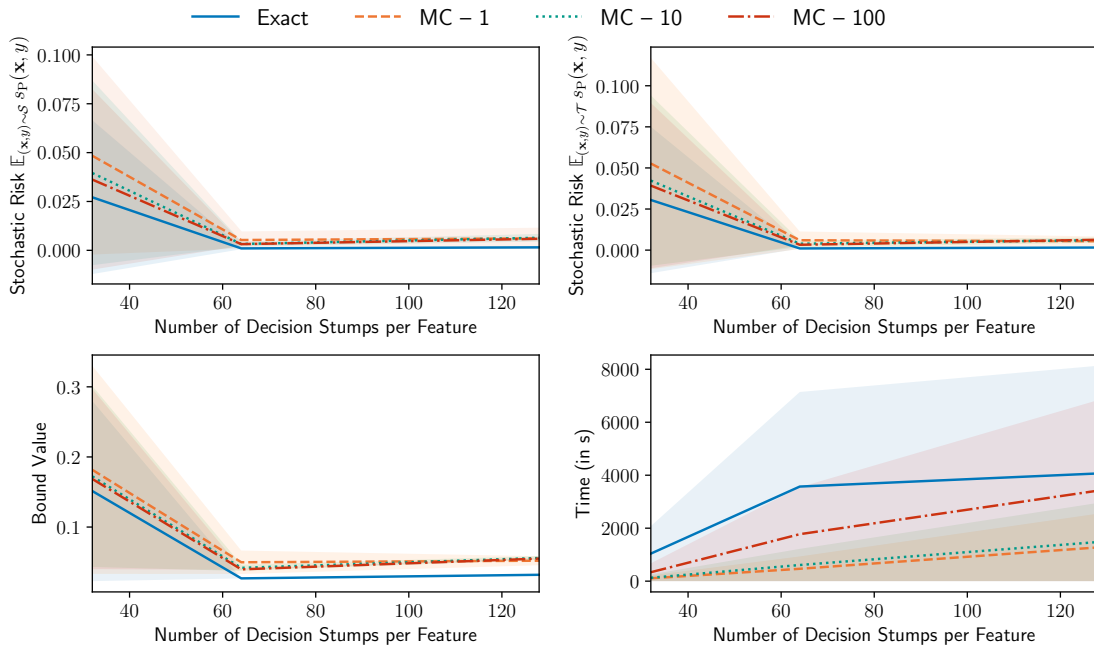 Exact MC − 1 MC − 10 MC − 100
Stochastic Risk 𝔼₍𝐱,y₎∼𝒮 s_P(𝐱, y)
0.100
0.075
0.050
0.025
0.000
40 60 80 100 120
Number of Decision Stumps per Feature
Stochastic Risk 𝔼₍𝐱,y₎∼𝒯 s_P(𝐱, y)
0.100
0.075
0.050
0.025
0.000
40 60 80 100 120
Number of Decision Stumps per Feature
Bound Value
0.3
0.2
0.1
40 60 80 100 120
Number of Decision Stumps per Feature
Time (in s)
8000
6000
4000
2000
0
40 60 80 100 120
Number of Decision Stumps per Feature